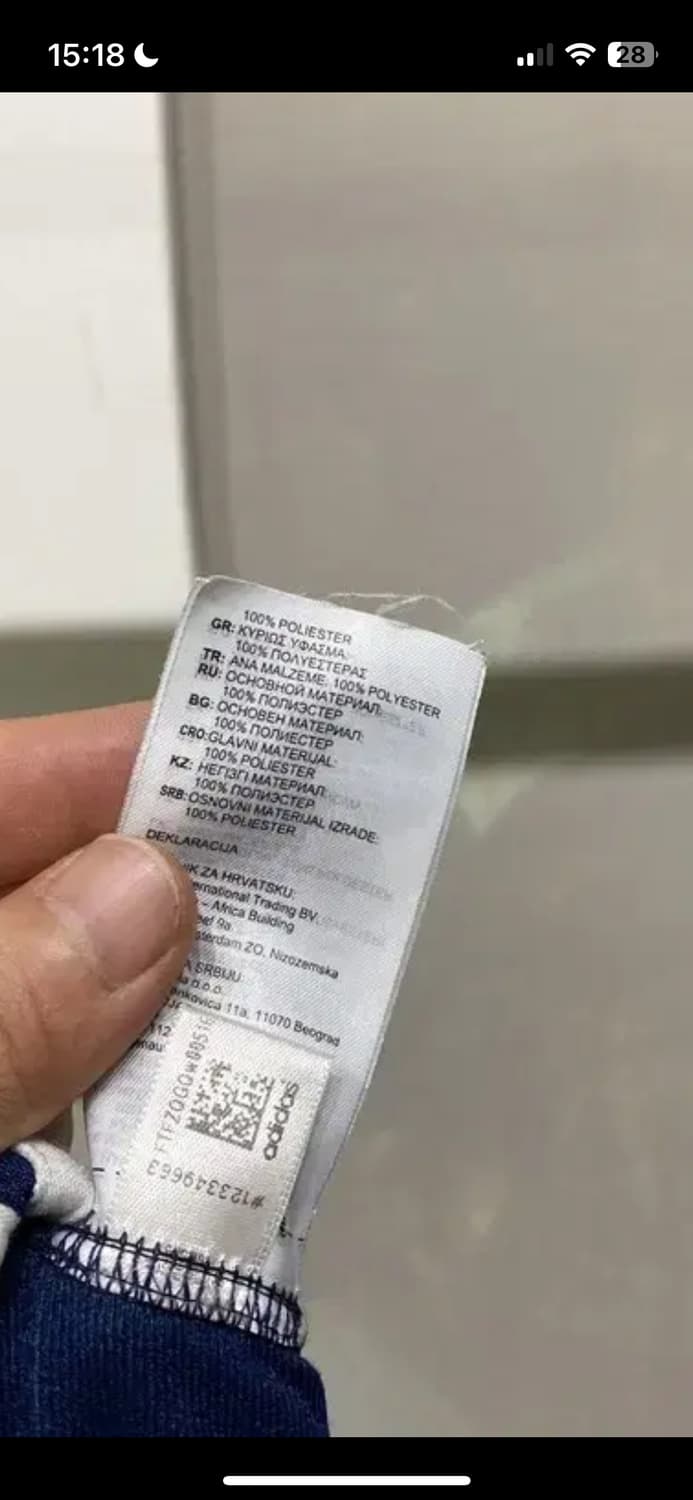 15:18
28
100% POLIESTER
GR: ΚΥΡΙΩΣ ΥΦΑΣΜΑ:
100% ΠΟΛΥΕΣΤΕΡΑΣ
TR: ANA MALZEME: 100% POLYESTER
RU: ОСНОВНОЙ МАТЕРИАЛ:
100% ПОЛИЭСТЕР
BG: ОСНОВЕН МАТЕРИАЛ:
100% ПОЛИЕСТЕР
CRO:GLAVNI MATERIJAL:
100% POLIESTER
KZ: НЕГІЗГІ МАТЕРИАЛ:
100% ПОЛИЭСТЕР
SRB:OSNOVNI MATERIJAL IZRADE:
100% POLIESTER
DEKLARACIJA
ZA HRVATSKU:
Trading BV
– Africa Building
9a
ZO, Nizozemska
SRBIJU:
d.o.o.
11a, 11070 Beograd
adidas
#123349663